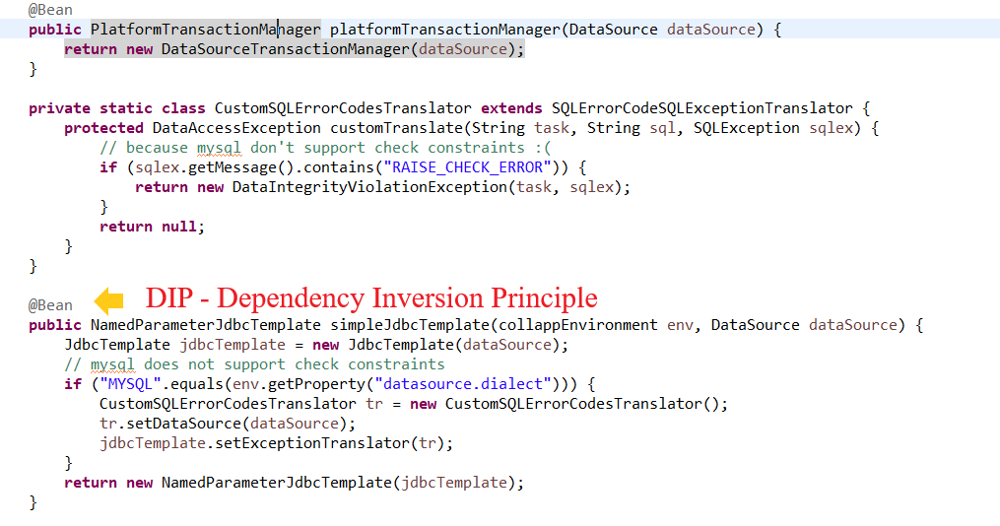 @Bean
public PlatformTransactionManager platformTransactionManager(DataSource dataSource) {
return new DataSourceTransactionManager(dataSource);
}
private static class CustomSQLErrorCodesTranslator extends SQLErrorCodeSQLExceptionTranslator {
protected DataAccessException customTranslate(String task, String sql, SQLException sqlex) {
// because mysql don't support check constraints :(
if (sqlex.getMessage().contains("RAISE_CHECK_ERROR")) {
return new DataIntegrityViolationException(task, sqlex);
}
return null;
}
}
@Bean DIP - Dependency Inversion Principle
public NamedParameterJdbcTemplate simpleJdbcTemplate(collappEnvironment env, DataSource dataSource) {
JdbcTemplate jdbcTemplate = new JdbcTemplate(dataSource);
// mysql does not support check constraints
if ("MYSQL".equals(env.getProperty("datasource.dialect"))) {
CustomSQLErrorCodesTranslator tr = new CustomSQLErrorCodesTranslator();
tr.setDataSource(dataSource);
jdbcTemplate.setExceptionTranslator(tr);
}
return new NamedParameterJdbcTemplate(jdbcTemplate);
}